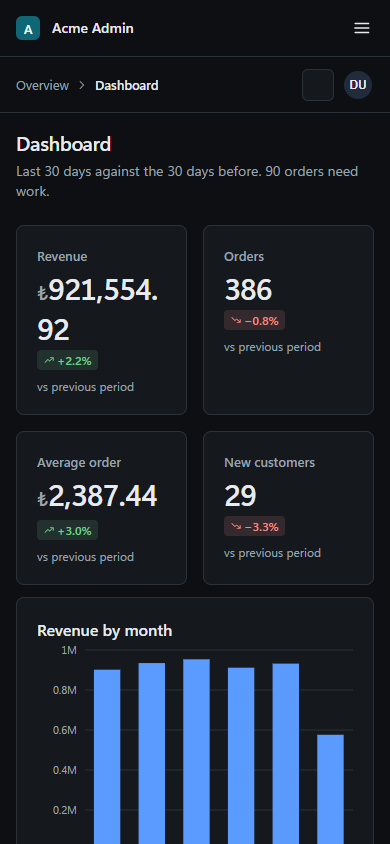 A
Acme Admin
Overview
Dashboard
DU
Dashboard
Last 30 days against the 30 days before. 90 orders need
work.
Revenue
₺921,554.
92
+2.2%
vs previous period
Orders
386
−0.8%
vs previous period
Average order
₺2,387.44
+3.0%
vs previous period
New customers
29
−3.3%
vs previous period
Revenue by month
1M
0.8M
0.6M
0.4M
0.2M